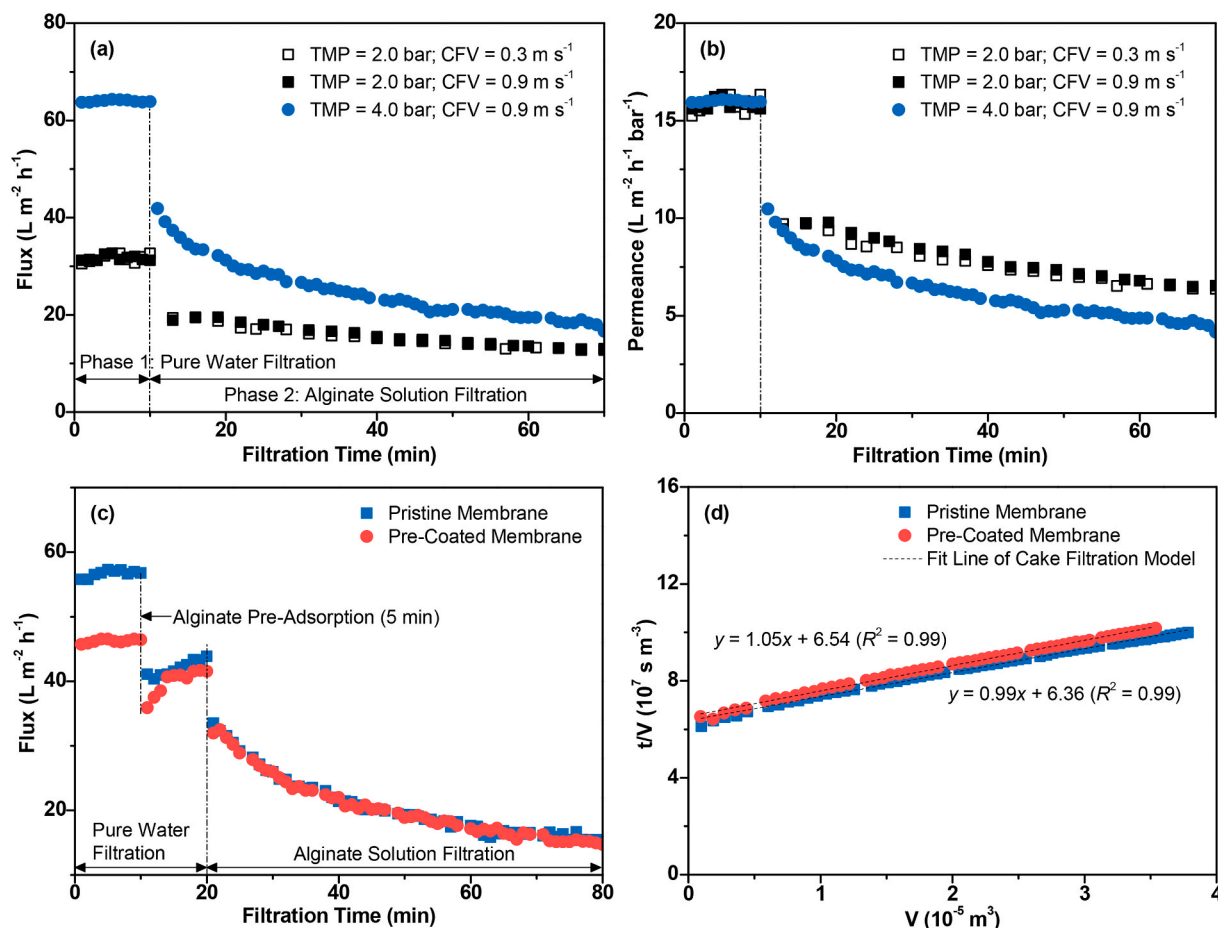 (a)
TMP = 2.0 bar; CFV = 0.3 m s⁻¹
TMP = 2.0 bar; CFV = 0.9 m s⁻¹
TMP = 4.0 bar; CFV = 0.9 m s⁻¹
80
60
40
20
0
Flux (L m⁻² h⁻¹)
Phase 1: Pure Water Filtration
Phase 2: Alginate Solution Filtration
0 20 40 60
Filtration Time (min)
(b)
TMP = 2.0 bar; CFV = 0.3 m s⁻¹
TMP = 2.0 bar; CFV = 0.9 m s⁻¹
TMP = 4.0 bar; CFV = 0.9 m s⁻¹
20
15
10
5
0
Permeance (L m⁻² h⁻¹ bar⁻¹)
0 20 40 60
Filtration Time (min)
(c)
Pristine Membrane
Pre-Coated Membrane
60
40
20
Flux (L m⁻² h⁻¹)
Alginate Pre-Adsorption (5 min)
Pure Water
Filtration
Alginate Solution Filtration
0 20 40 60 80
Filtration Time (min)
(d)
Pristine Membrane
Pre-Coated Membrane
Fit Line of Cake Filtration Model
16
12
8
4
0
t/V (10⁷ s m⁻³)
y = 1.05x + 6.54 (R² = 0.99)
y = 0.99x + 6.36 (R² = 0.99)
0 1 2 3 4
V (10⁻⁵ m³)